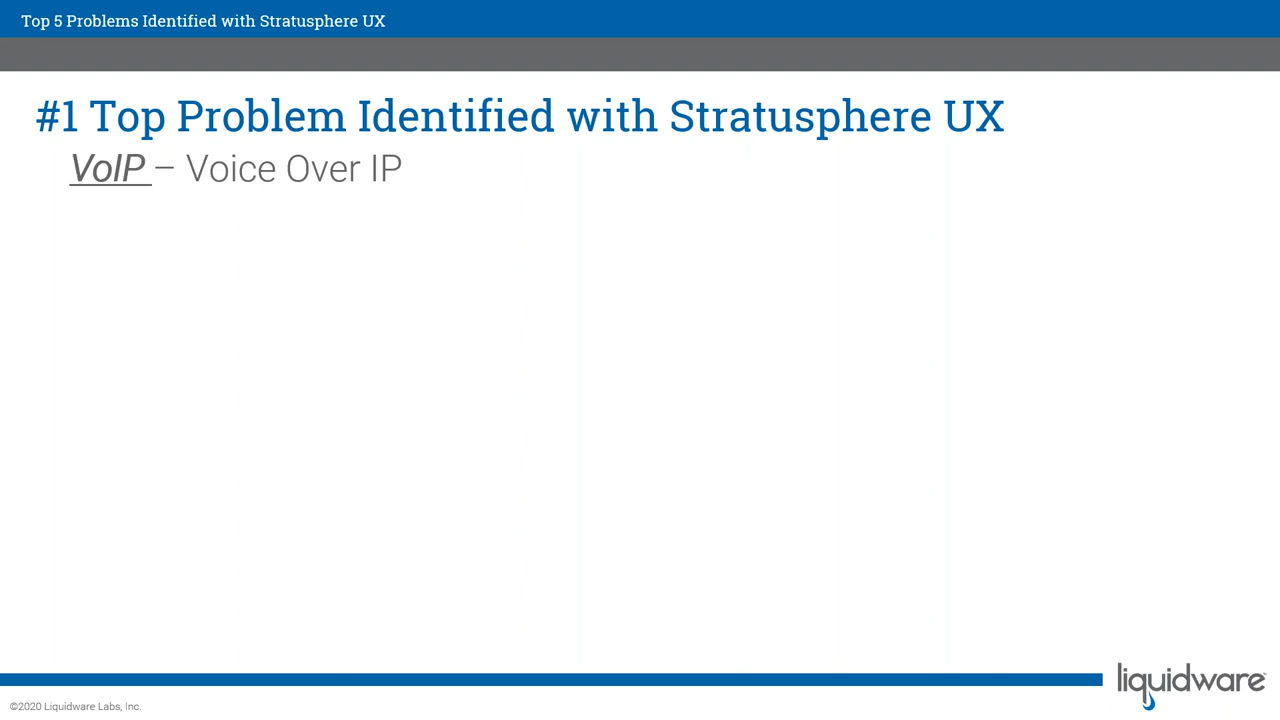 Top 5 Problems Identified with Stratusphere UX
#1 Top Problem Identified with Stratusphere UX
VoIP – Voice Over IP
liquidware
©2020 Liquidware Labs, Inc.